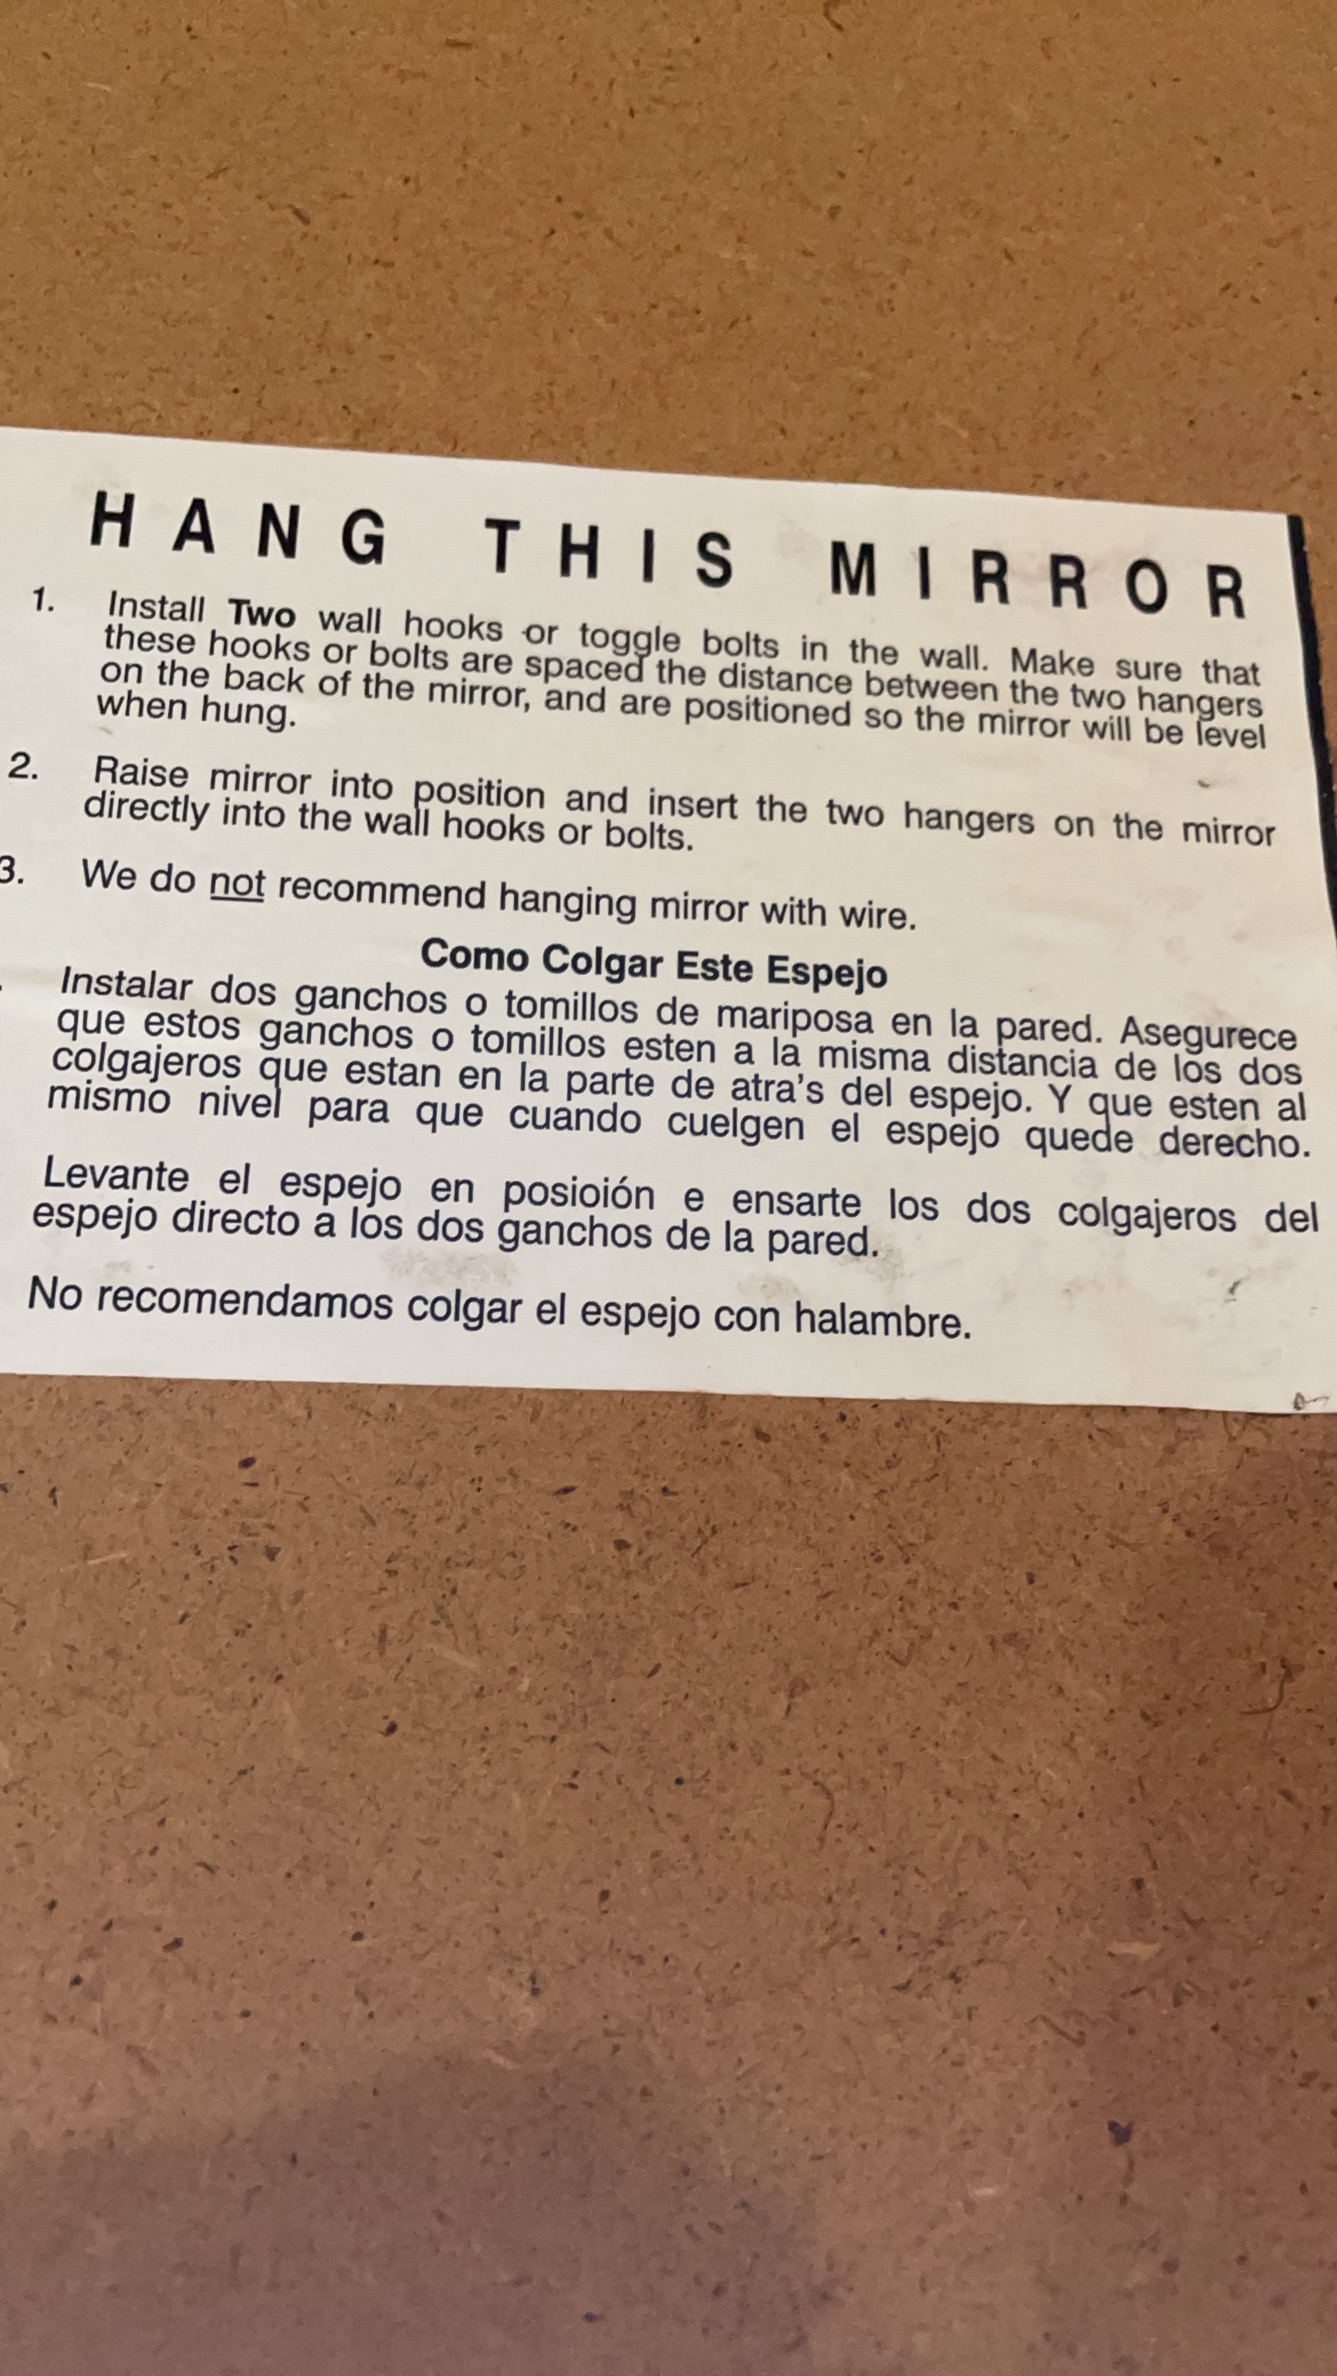 HANG THIS MIRROR
1. Install Two wall hooks or toggle bolts in the wall. Make sure that
these hooks or bolts are spaced the distance between the two hangers
on the back of the mirror, and are positioned so the mirror will be level
when hung.
2. Raise mirror into position and insert the two hangers on the mirror
directly into the wall hooks or bolts.
3. We do not recommend hanging mirror with wire.
Como Colgar Este Espejo
Instalar dos ganchos o tomillos de mariposa en la pared. Asegurece
que estos ganchos o tomillos esten a la misma distancia de los dos
colgajeros que estan en la parte de atra's del espejo. Y que esten al
mismo nivel para que cuando cuelgen el espejo quede derecho.
Levante el espejo en posioión e ensarte los dos colgajeros del
espejo directo a los dos ganchos de la pared.
No recomendamos colgar el espejo con halambre.